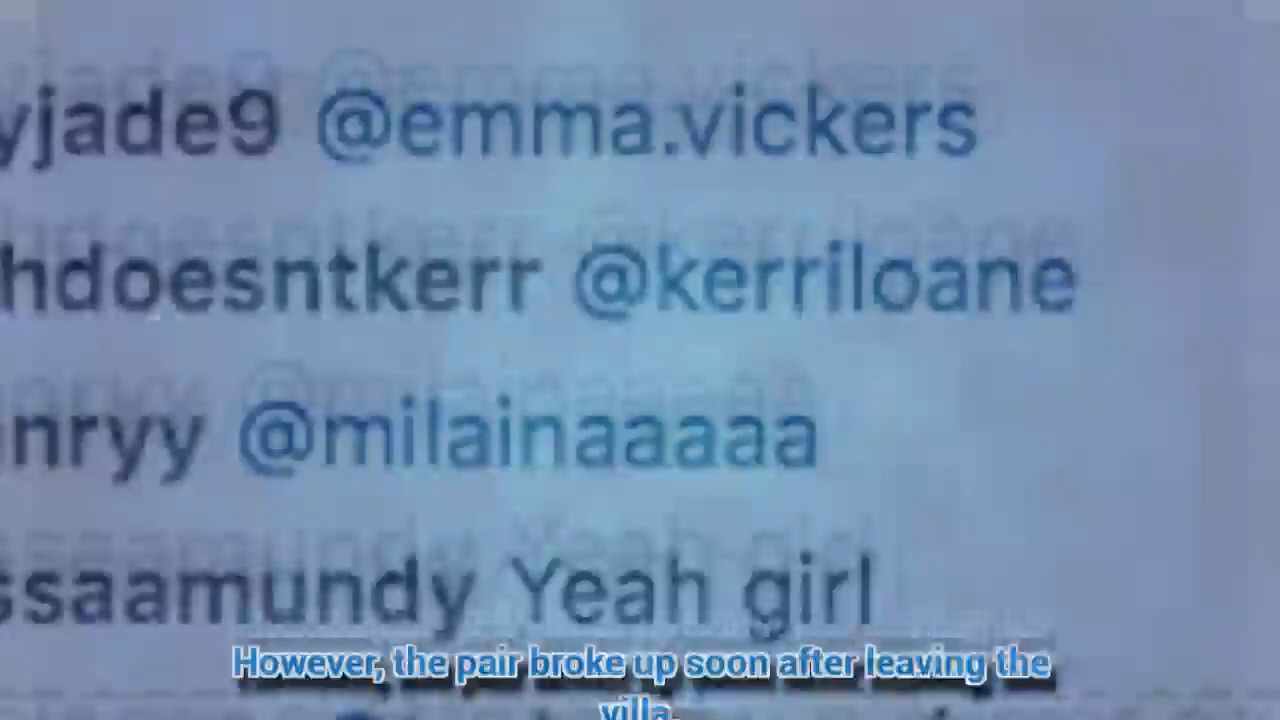 yjade9 @emma.vickers
hdoesntkerr @kerriloane
nryy @milainaaaaa
ssaamundy Yeah girl
However, the pair broke up soon after leaving the
villa.